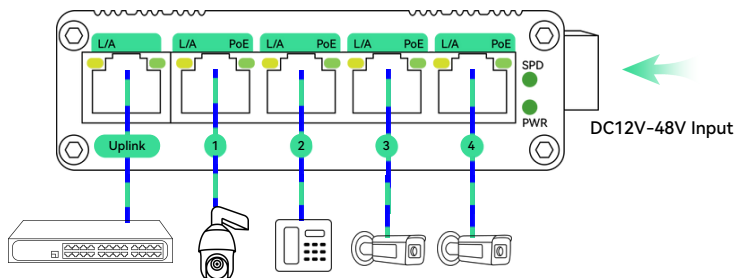 L/A
L/A PoE
L/A PoE
L/A PoE
L/A PoE
SPD
PWR
DC12V-48V Input
Uplink
1
2
3
4